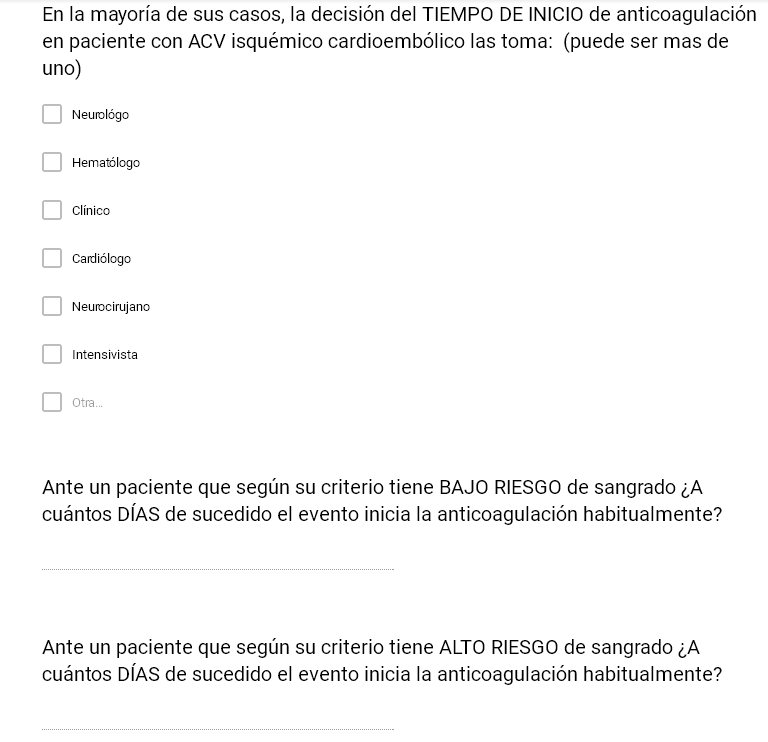 En la mayoría de sus casos, la decisión del TIEMPO DE INICIO de anticoagulación
en paciente con ACV isquémico cardioembólico las toma:  (puede ser mas de
uno)
Neurológo
Hematólogo
Clínico
Cardiólogo
Neurocirujano
Intensivista
Otra...
Ante un paciente que según su criterio tiene BAJO RIESGO de sangrado ¿A
cuántos DÍAS de sucedido el evento inicia la anticoagulación habitualmente?
Ante un paciente que según su criterio tiene ALTO RIESGO de sangrado ¿A
cuántos DÍAS de sucedido el evento inicia la anticoagulación habitualmente?